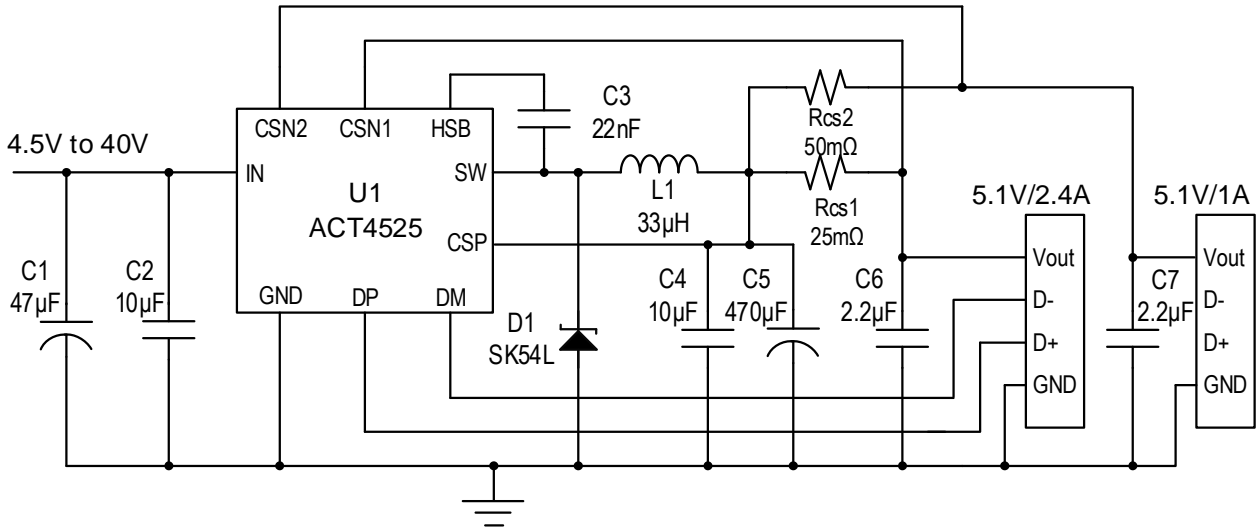 CSN2
CSN1
HSB
C3
22nF
Rcs2
50mΩ
4.5V to 40V
IN
SW
U1
ACT4525
L1
33µH
Rcs1
25mΩ
5.1V/2.4A
5.1V/1A
CSP
C1
47µF
C2
10µF
GND
DP
DM
D1
SK54L
C4
10µF
C5
470µF
C6
2.2µF
Vout
D-
D+
GND
C7
2.2µF
Vout
D-
D+
GND